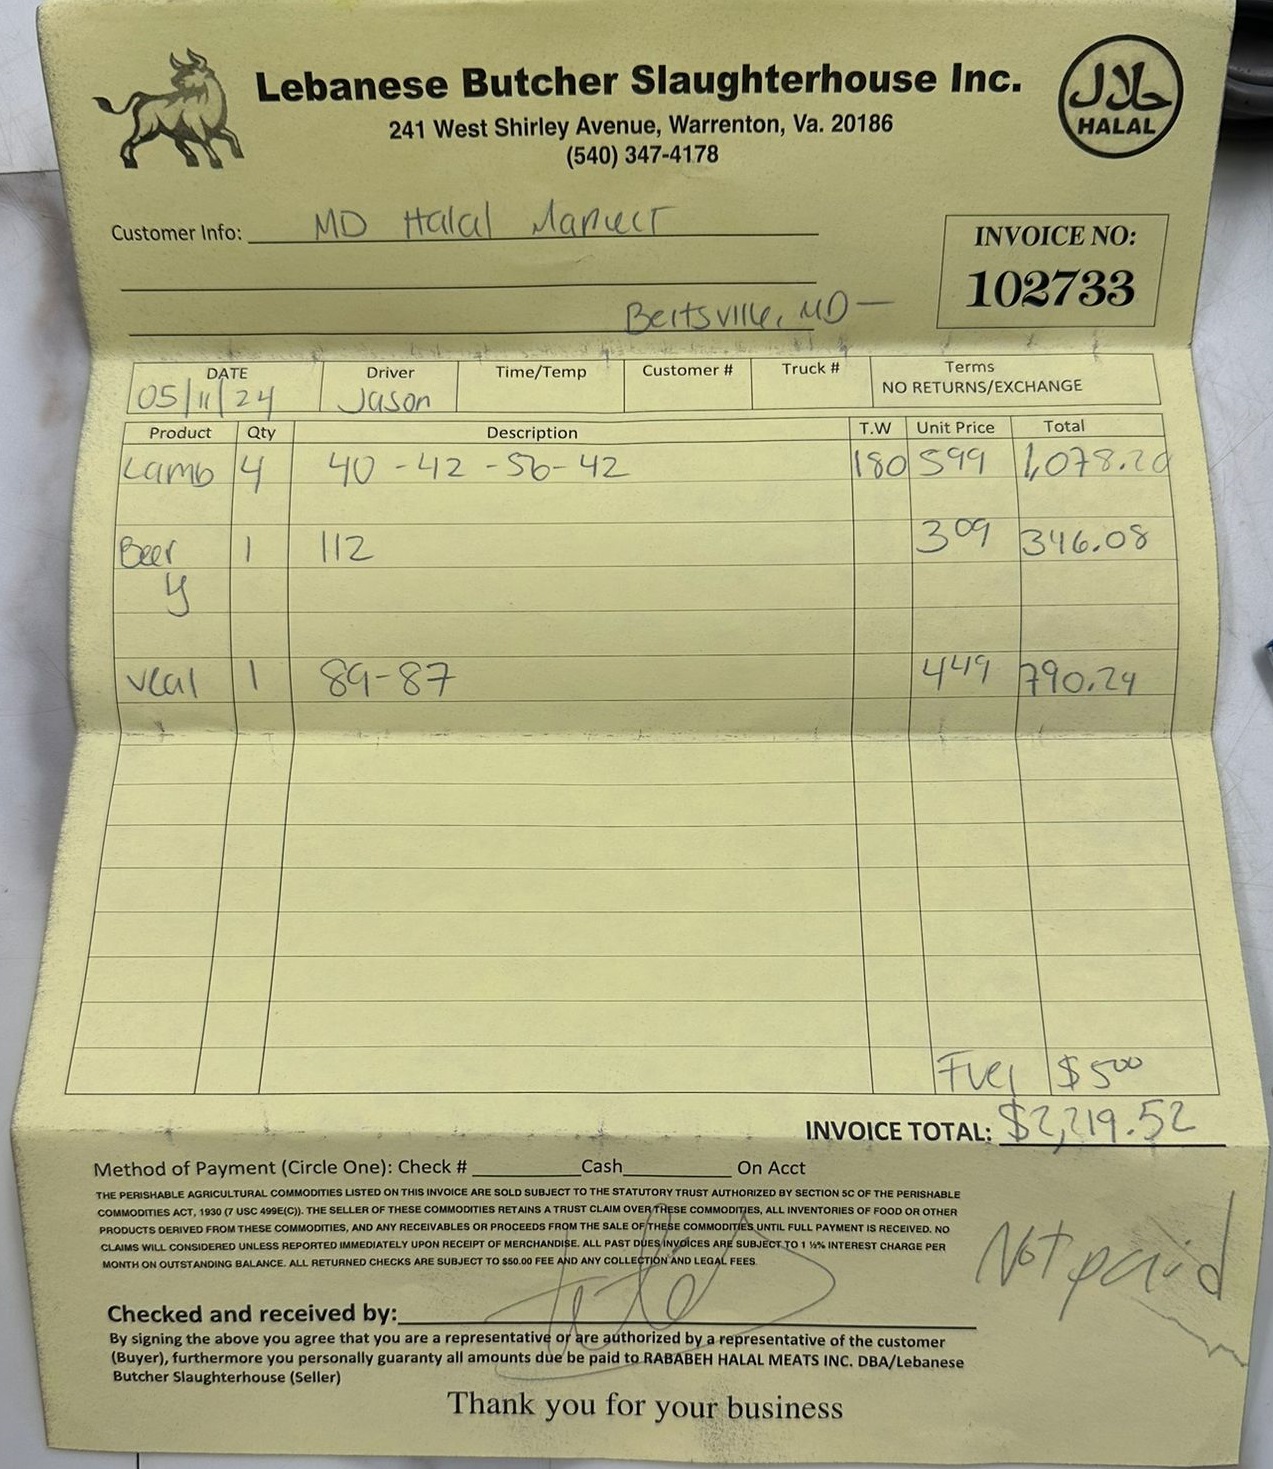 Lebanese Butcher Slaughterhouse Inc.
241 West Shirley Avenue, Warrenton, Va. 20186
(540) 347-4178
حلال
HALAL
Customer Info: MD Halal Market
INVOICE NO:
102733
Beltsville, MD —
DATE Driver Time/Temp Customer # Truck # Terms
NO RETURNS/EXCHANGE
05/11/24 Jason
Product Qty Description T.W Unit Price Total
Lamb 4 40 - 42 - 56 - 42 180 599 1,078.20
Beef 1 112 3 09 346.08
y
veal 1 89-87 4 49 790.24
Fuel $5 00
INVOICE TOTAL: $2,219.52
Method of Payment (Circle One): Check # ________ Cash________ On Acct
THE PERISHABLE AGRICULTURAL COMMODITIES LISTED ON THIS INVOICE ARE SOLD SUBJECT TO THE STATUTORY TRUST AUTHORIZED BY SECTION 5C OF THE PERISHABLE
COMMODITIES ACT, 1930 (7 USC 499E(C)). THE SELLER OF THESE COMMODITIES RETAINS A TRUST CLAIM OVER THESE COMMODITIES, ALL INVENTORIES OF FOOD OR OTHER
PRODUCTS DERIVED FROM THESE COMMODITIES, AND ANY RECEIVABLES OR PROCEEDS FROM THE SALE OF THESE COMMODITIES UNTIL FULL PAYMENT IS RECEIVED. NO
CLAIMS WILL CONSIDERED UNLESS REPORTED IMMEDIATELY UPON RECEIPT OF MERCHANDISE. ALL PAST DUES INVOICES ARE SUBJECT TO 1 ½% INTEREST CHARGE PER
MONTH ON OUTSTANDING BALANCE. ALL RETURNED CHECKS ARE SUBJECT TO $50.00 FEE AND ANY COLLECTION AND LEGAL FEES.
Not paid
Checked and received by:
By signing the above you agree that you are a representative or are authorized by a representative of the customer
(Buyer), furthermore you personally guaranty all amounts due be paid to RABABEH HALAL MEATS INC. DBA/Lebanese
Butcher Slaughterhouse (Seller)
Thank you for your business